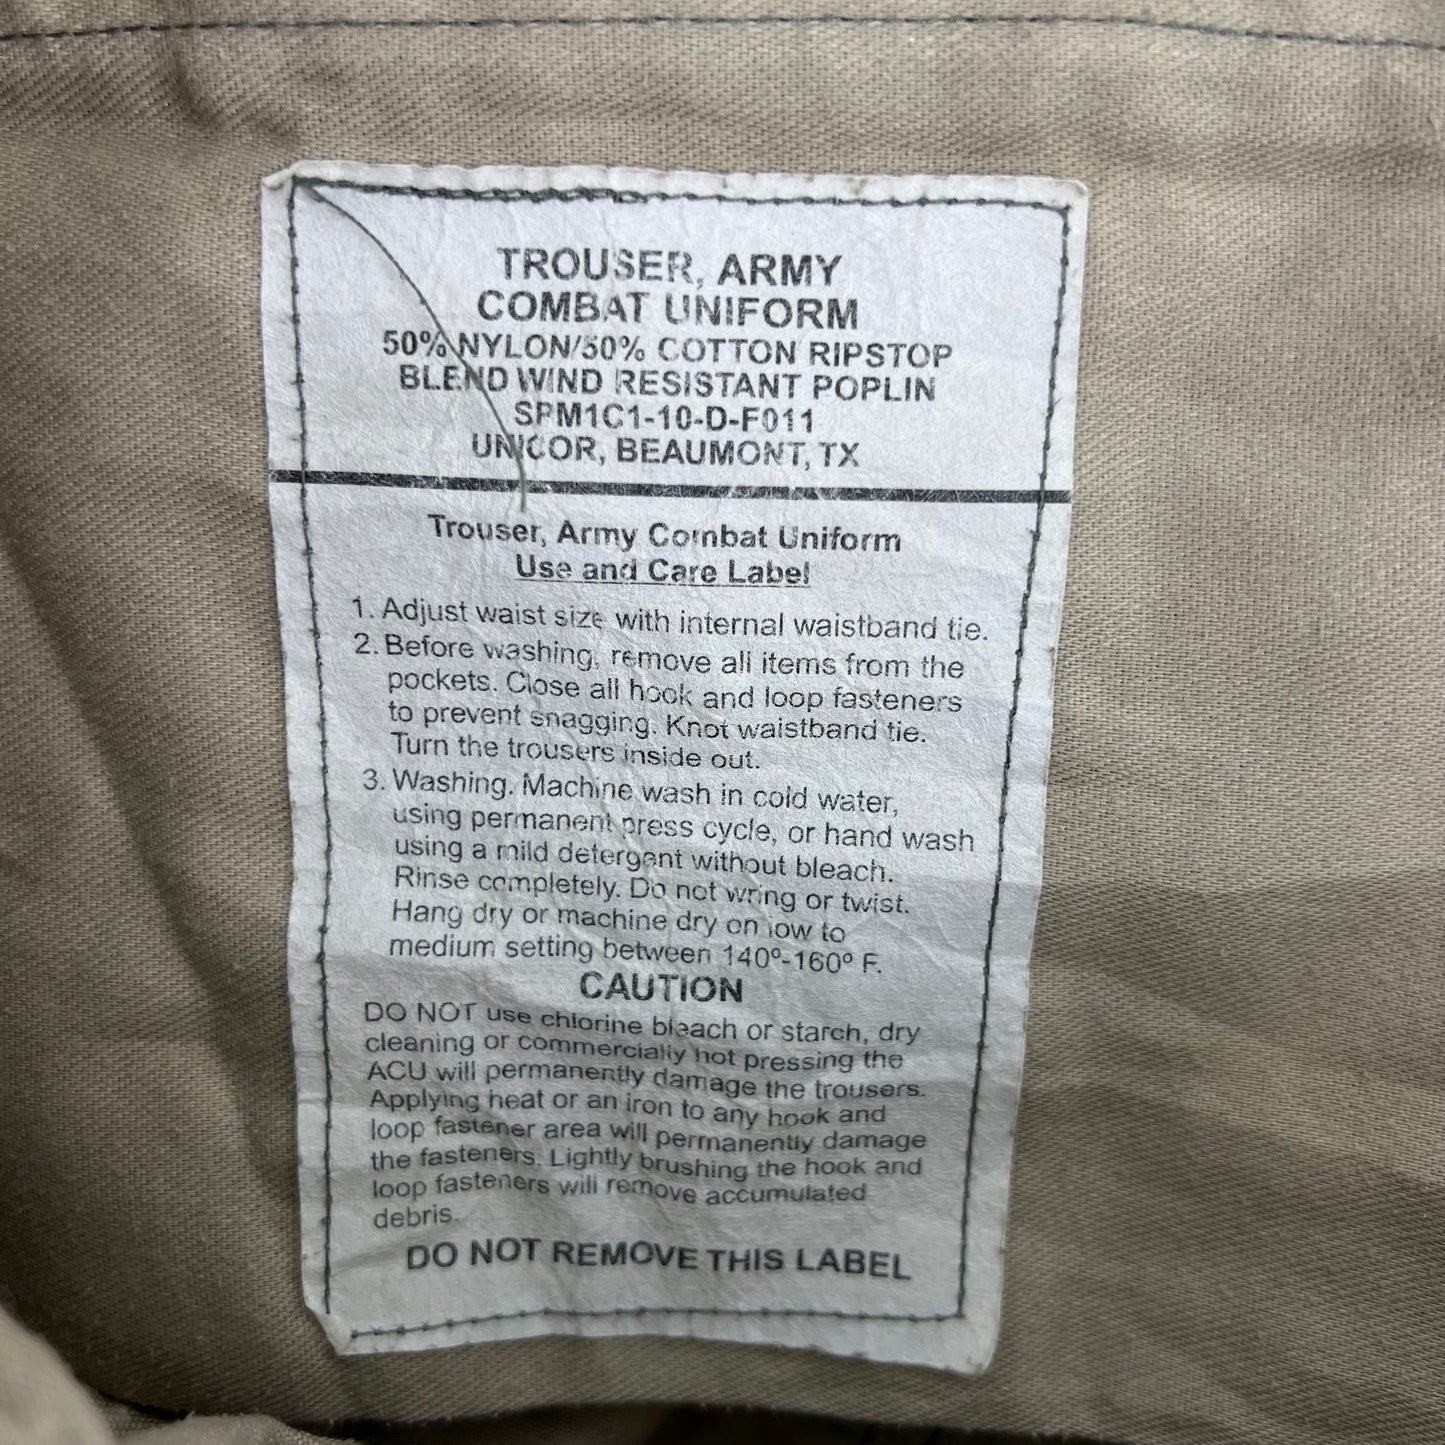 TROUSER, ARMY
COMBAT UNIFORM
50% NYLON/50% COTTON RIPSTOP
BLEND WIND RESISTANT POPLIN
SPM1C1-10-D-F011
UNICOR, BEAUMONT, TX
Trouser, Army Combat Uniform
Use and Care Label
1. Adjust waist size with internal waistband tie.
2. Before washing, remove all items from the
pockets. Close all hook and loop fasteners
to prevent snagging. Knot waistband tie.
Turn the trousers inside out.
3. Washing. Machine wash in cold water,
using permanent press cycle, or hand wash
using a mild detergent without bleach.
Rinse completely. Do not wring or twist.
Hang dry or machine dry on low to
medium setting between 140º-160º F.
CAUTION
DO NOT use chlorine bleach or starch, dry
cleaning or commercially hot pressing the
ACU will permanently damage the trousers.
Applying heat or an iron to any hook and
loop fastener area will permanently damage
the fasteners. Lightly brushing the hook and
loop fasteners will remove accumulated
debris.
DO NOT REMOVE THIS LABEL